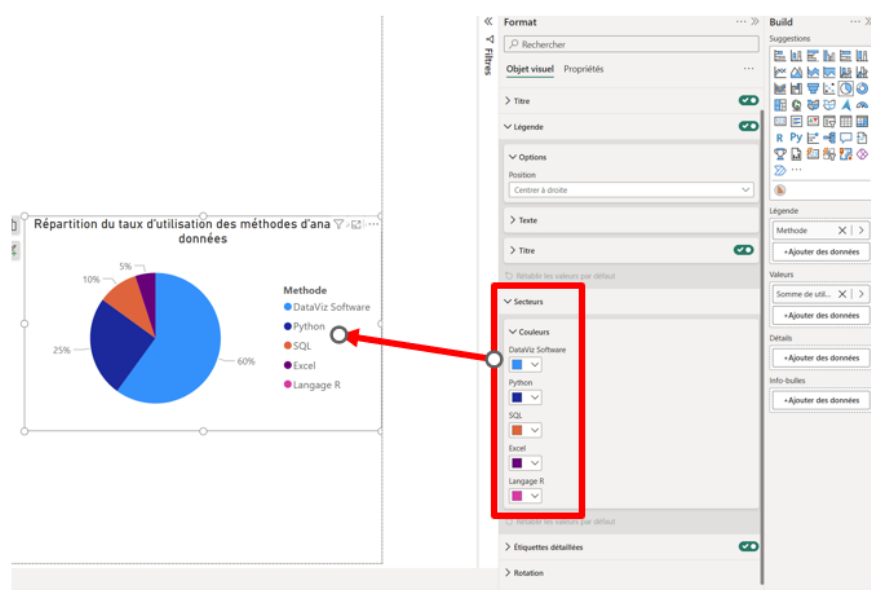 Répartition du taux d'utilisation des méthodes d'ana
données
5%
10%
25%
60%
Methode
DataViz Software
Python
SQL
Excel
Langage R
Filtres
Format
Rechercher
Objet visuel Propriétés
Titre
Légende
Options
Position
Centrer à droite
Texte
Titre
Rétablir les valeurs par défaut
Secteurs
Couleurs
DataViz Software
Python
SQL
Excel
Langage R
Rétablir les valeurs par défaut
Étiquettes détaillées
Rotation
Build
Suggestions
R Py
Légende
Methode
+Ajouter des données
Valeurs
Somme de util...
+Ajouter des données
Détails
+Ajouter des données
Info-bulles
+Ajouter des données